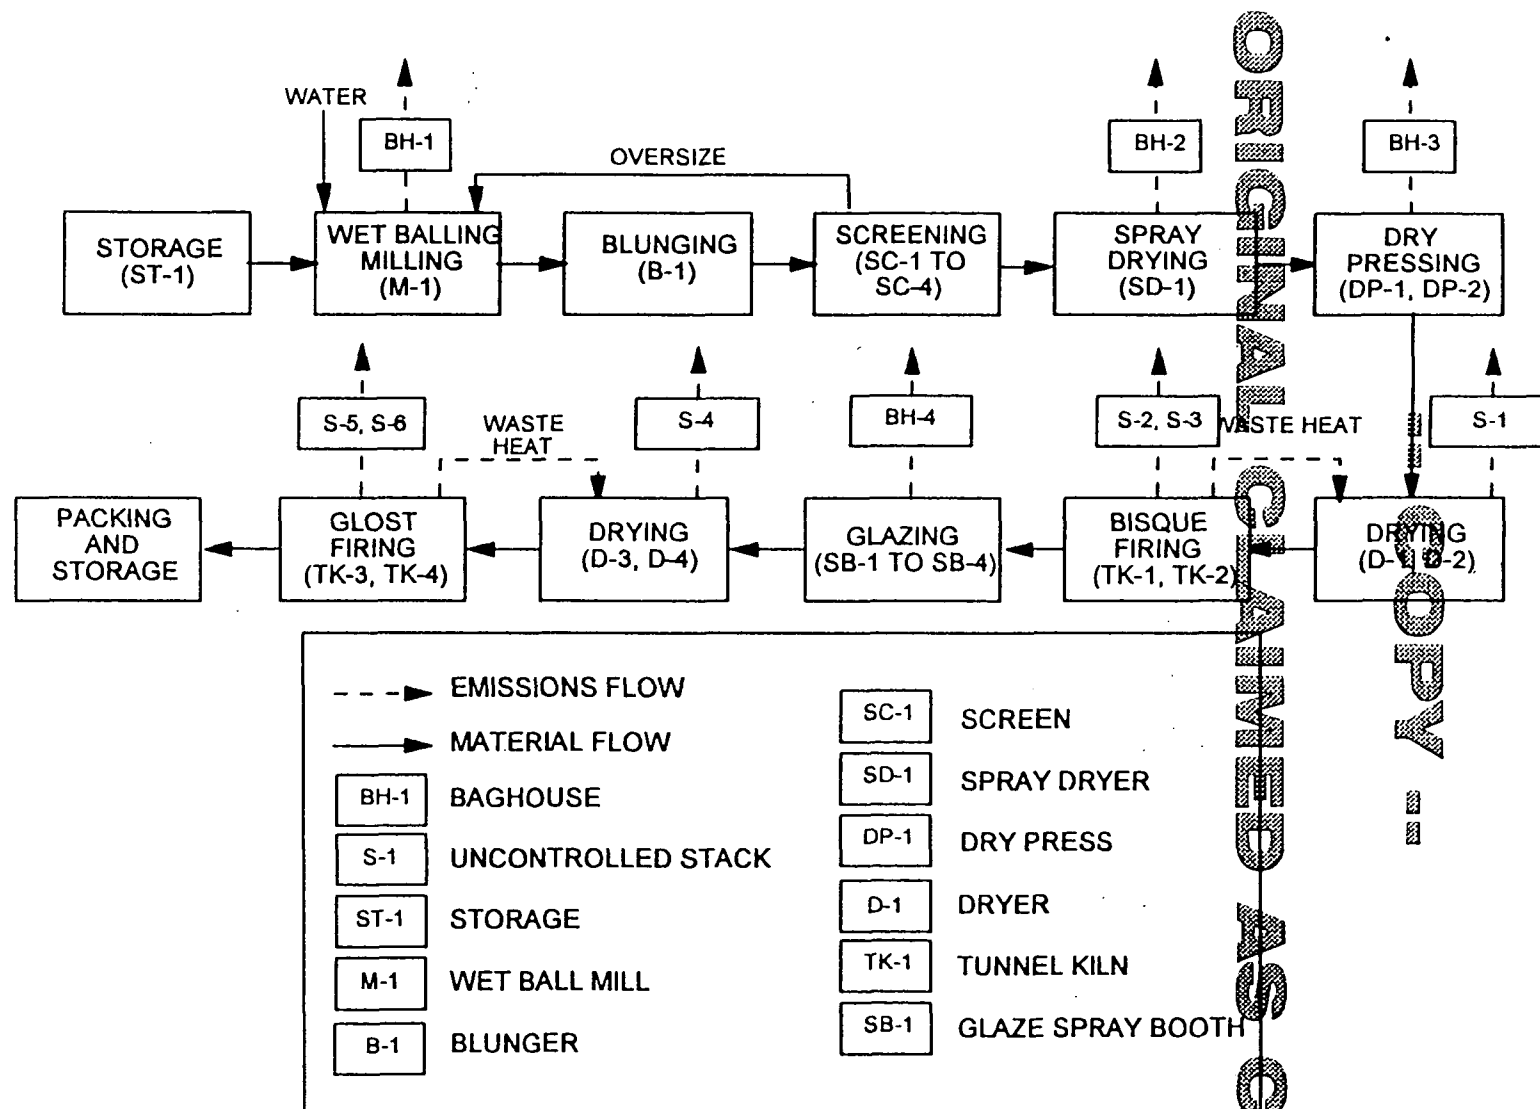 WATER
BH-1
OVERSIZE
BH-2
BH-3
STORAGE
(ST-1)
WET BALLING
MILLING
(M-1)
BLUNGING
(B-1)
SCREENING
(SC-1 TO
SC-4)
SPRAY
DRYING
(SD-1)
DRY
PRESSING
(DP-1, DP-2)
S-5, S-6
WASTE
HEAT
S-4
BH-4
S-2, S-3
WASTE HEAT
S-1
PACKING
AND
STORAGE
GLOST
FIRING
(TK-3, TK-4)
DRYING
(D-3, D-4)
GLAZING
(SB-1 TO SB-4)
BISQUE
FIRING
(TK-1, TK-2)
DRYING
(D-1, D-2)
EMISSIONS FLOW
MATERIAL FLOW
BH-1 BAGHOUSE
S-1 UNCONTROLLED STACK
ST-1 STORAGE
M-1 WET BALL MILL
B-1 BLUNGER
SC-1 SCREEN
SD-1 SPRAY DRYER
DP-1 DRY PRESS
D-1 DRYER
TK-1 TUNNEL KILN
SB-1 GLAZE SPRAY BOOTH
ORIGINAL CLAIMED AS C
-- COPY --